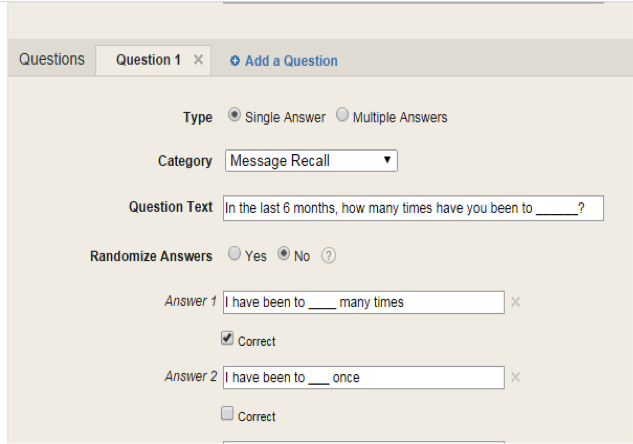 Questions Question 1 × Add a Question
Type Single Answer Multiple Answers
Category Message Recall
Question Text In the last 6 months, how many times have you been to ______?
Randomize Answers Yes No ?
Answer 1 I have been to ____ many times ×
Correct
Answer 2 I have been to ___ once ×
Correct